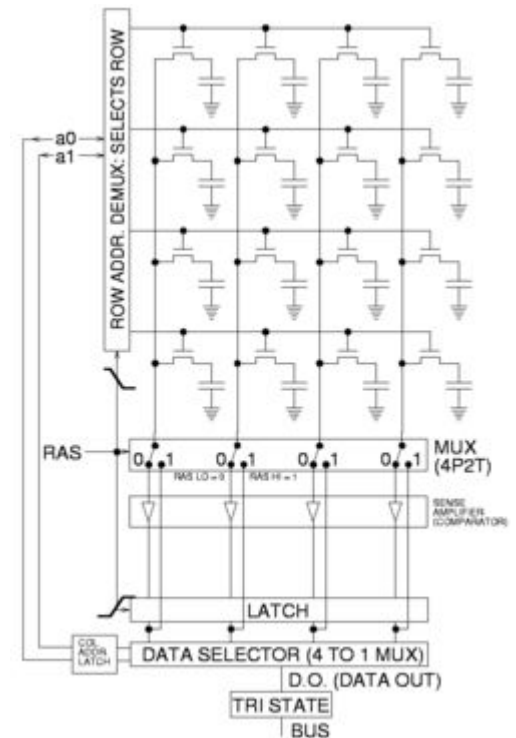 ROW ADDR. DEMUX: SELECTS ROW
a0
a1
RAS
0 1 0 1 0 1 0 1
MUX
(4P2T)
RAS LO = 0
RAS HI = 1
SENSE
AMPLIFIER
(COMPARATOR)
LATCH
COL.
ADDR.
LATCH
DATA SELECTOR (4 TO 1 MUX)
D.O. (DATA OUT)
TRI STATE
BUS